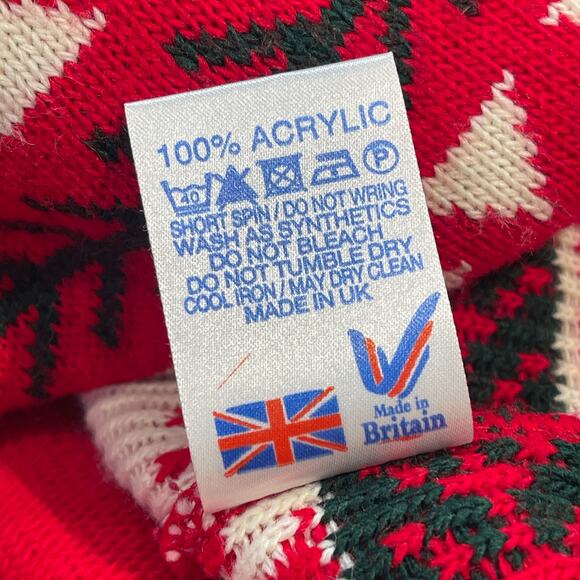 100% ACRYLIC
40 P
SHORT SPIN / DO NOT WRING
WASH AS SYNTHETICS
DO NOT BLEACH
DO NOT TUMBLE DRY
COOL IRON / MAY DRY CLEAN
MADE IN UK
Made in
Britain